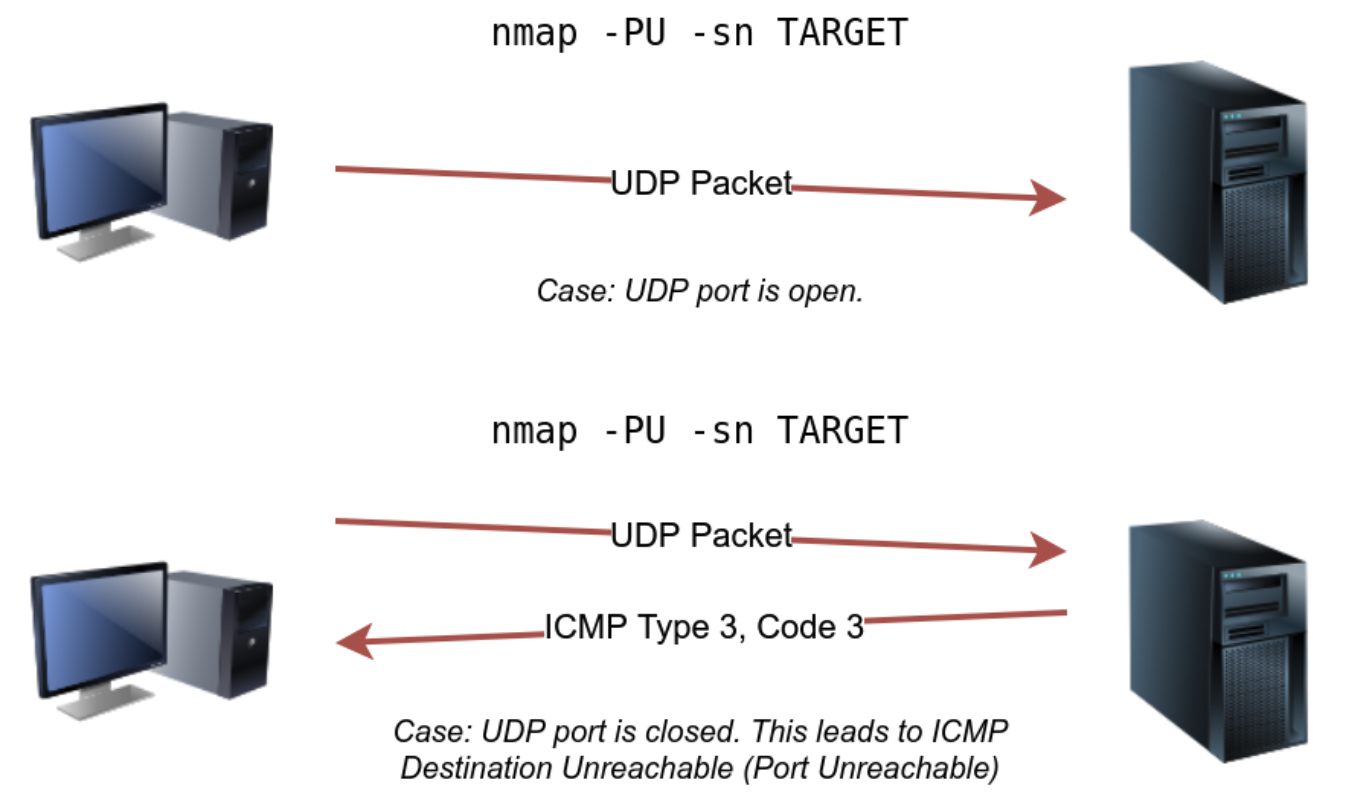 nmap -PU -sn TARGET
UDP Packet
Case: UDP port is open.
nmap -PU -sn TARGET
UDP Packet
ICMP Type 3, Code 3
Case: UDP port is closed. This leads to ICMP
Destination Unreachable (Port Unreachable)